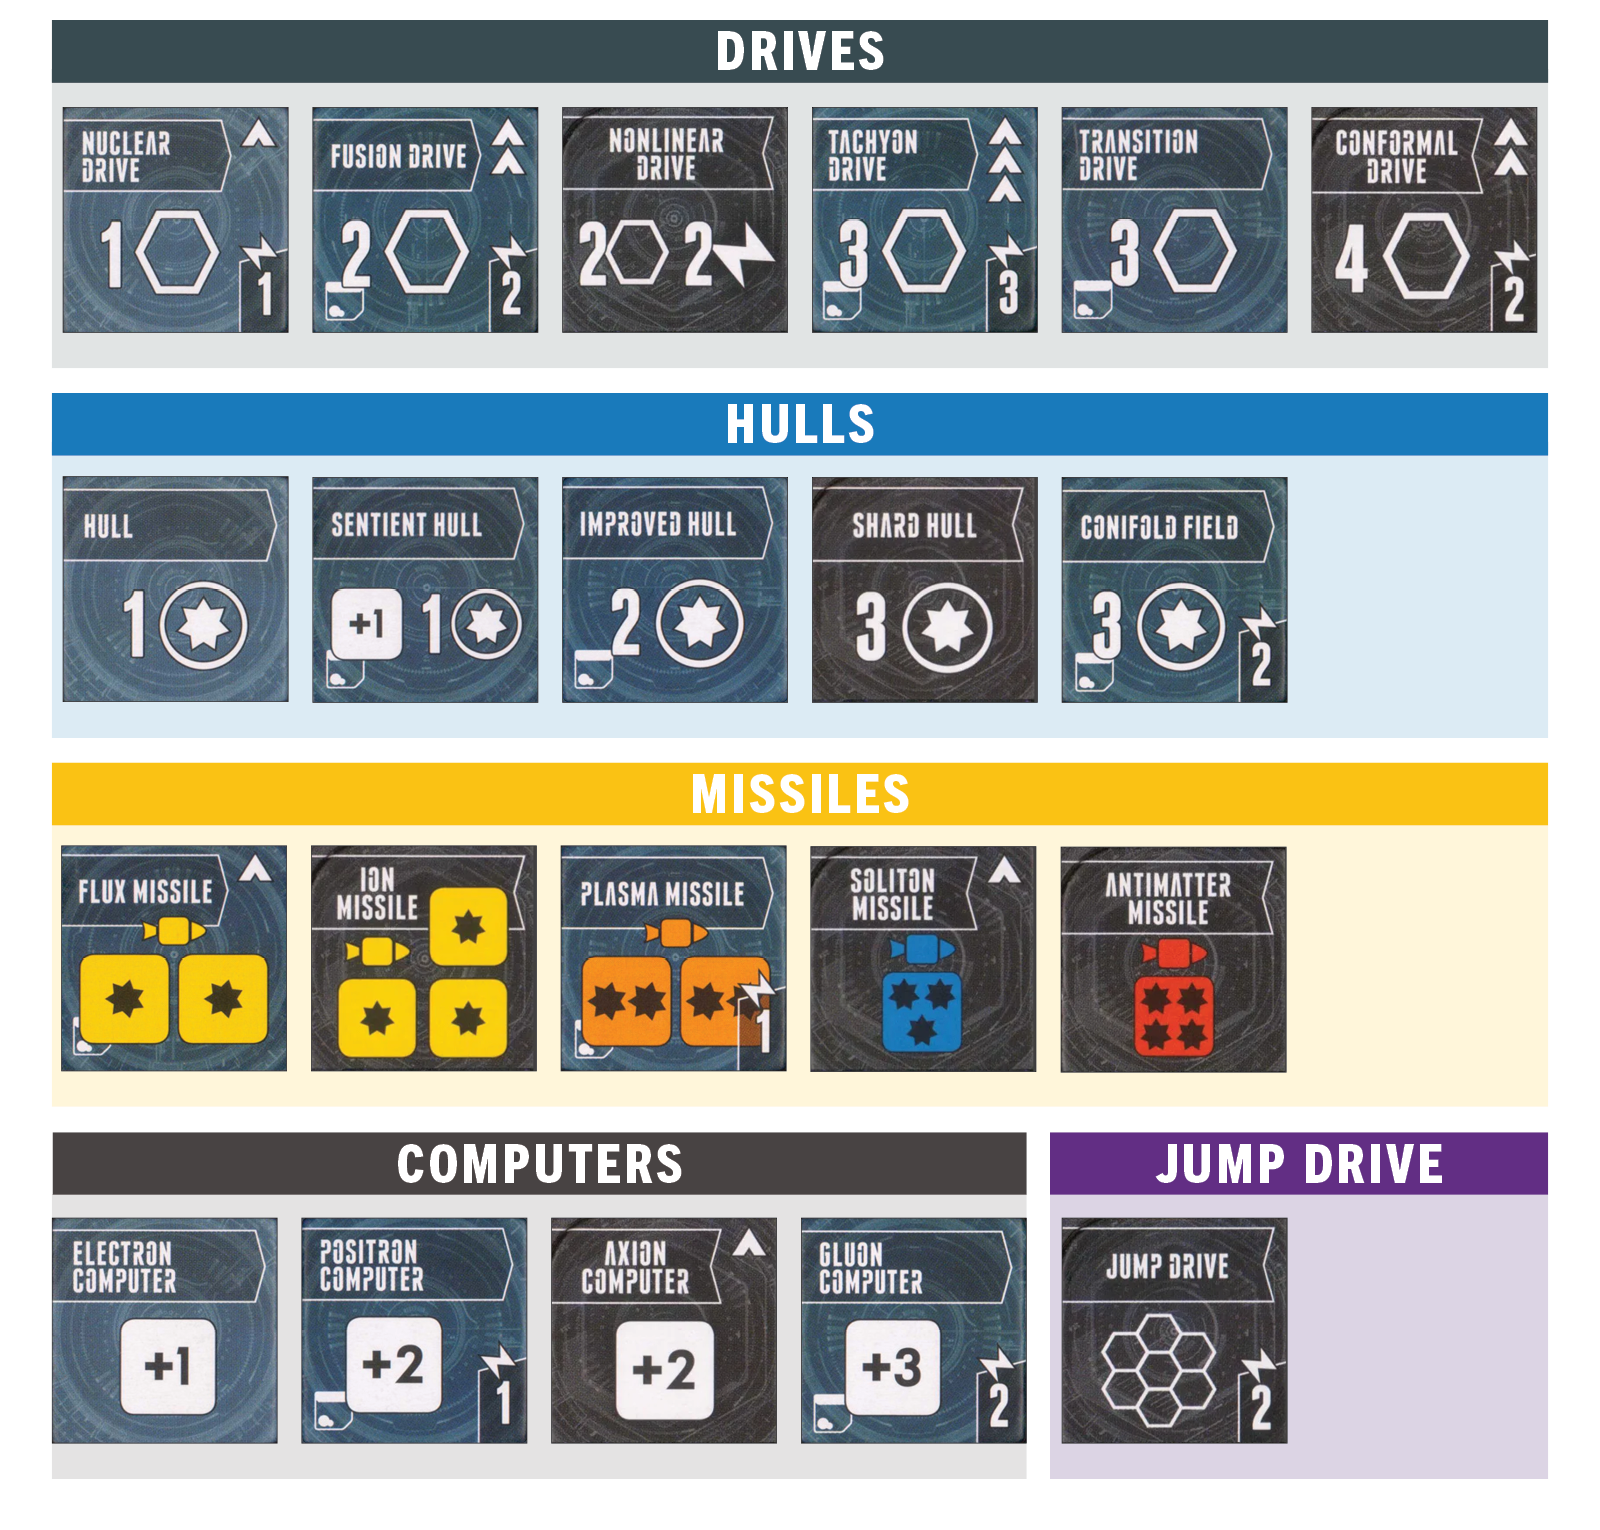 DRIVES
NUCLEAR
DRIVE
1
1
FUSION DRIVE
2
2
NONLINEAR
DRIVE
2 2
TACHYON
DRIVE
3
3
TRANSITION
DRIVE
3
CONFORMAL
DRIVE
4
2
HULLS
HULL
1
SENTIENT HULL
+1 1
IMPROVED HULL
2
SHARD HULL
3
CONIFOLD FIELD
3
2
MISSILES
FLUX MISSILE
ION
MISSILE
PLASMA MISSILE
1
SOLITON
MISSILE
ANTIMATTER
MISSILE
COMPUTERS
ELECTRON
COMPUTER
+1
POSITRON
COMPUTER
+2
1
AXION
COMPUTER
+2
GLUON
COMPUTER
+3
2
JUMP DRIVE
JUMP DRIVE
2